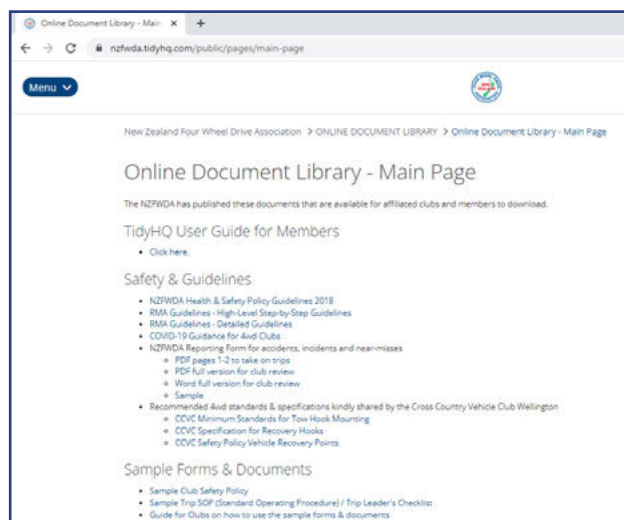 Online Document Library - Main
nzfwda.tidyhq.com/public/pages/main-page
Menu
New Zealand Four Wheel Drive Association > ONLINE DOCUMENT LIBRARY > Online Document Library - Main Page
Online Document Library - Main Page
The NZFWDA has published these documents that are available for affiliated clubs and members to download.
TidyHQ User Guide for Members
• Click here.
Safety & Guidelines
• NZFWDA Health & Safety Policy Guidelines 2018
• RMA Guidelines - High-Level Step-by-Step Guidelines
• RMA Guidelines - Detailed Guidelines
• COVID-19 Guidance for 4wd Clubs
• NZFWDA Reporting Form for accidents, incidents and near-misses
○ PDF pages 1-2 to take on trips
○ PDF full version for club review
○ Word full version for club review
○ Sample
• Recommended 4wd standards & specifications kindly shared by the Cross Country Vehicle Club Wellington
○ CCVC Minimum Standards for Tow Hook Mounting
○ CCVC Specification for Recovery Hooks
○ CCVC Safety Policy Vehicle Recovery Points
Sample Forms & Documents
• Sample Club Safety Policy
• Sample Trip SOP (Standard Operating Procedure) / Trip Leader's Checklist
• Guide for Clubs on how to use the sample forms & documents